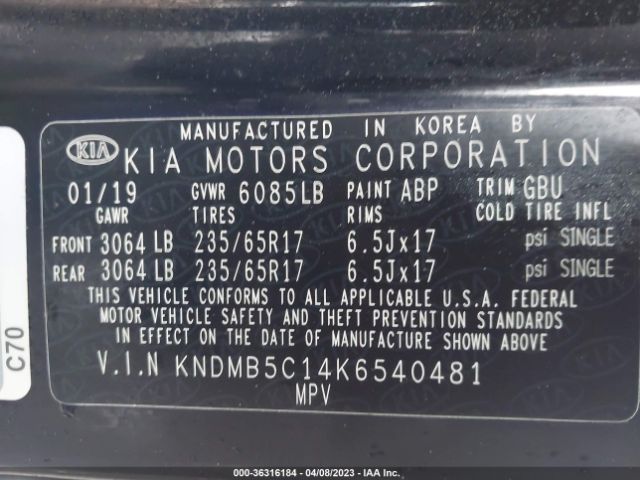 MANUFACTURED IN KOREA BY
KIA KIA MOTORS CORPORATION
01/19 GVWR 6085LB PAINT ABP TRIM GBU
GAWR TIRES RIMS COLD TIRE INFL
FRONT 3064 LB 235/65R17 6.5Jx17 psi SINGLE
REAR 3064 LB 235/65R17 6.5Jx17 psi SINGLE
THIS VEHICLE CONFORMS TO ALL APPLICABLE U.S.A. FEDERAL
MOTOR VEHICLE SAFETY AND THEFT PREVENTION STANDARDS
IN EFFECT ON THE DATE OF MANUFACTURE SHOWN ABOVE
V.I.N KNDMB5C14K6540481
MPV
C70
000-36316184 - 04/08/2023 - IAA Inc.